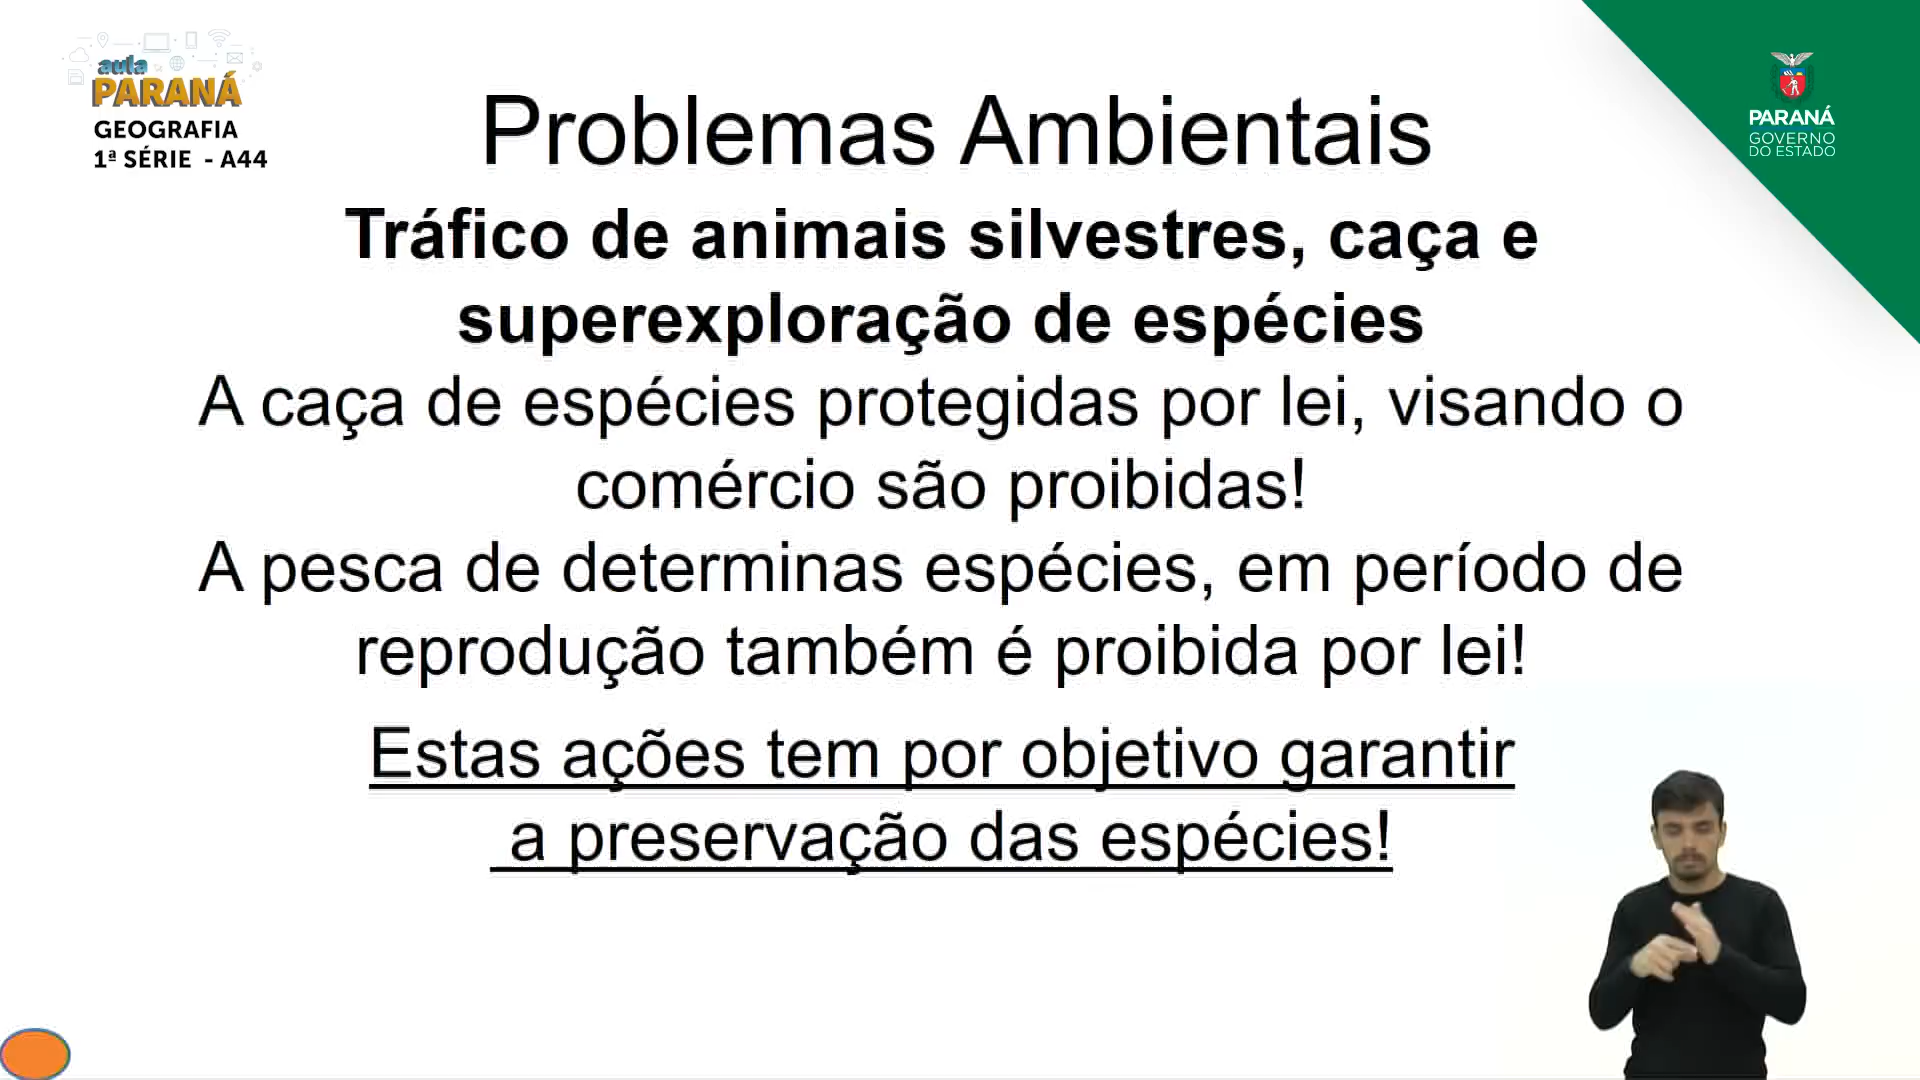 aula
PARANÁ
GEOGRAFIA
1ª SÉRIE - A44
PARANÁ
GOVERNO
DO ESTADO
Problemas Ambientais
Tráfico de animais silvestres, caça e
superexploração de espécies
A caça de espécies protegidas por lei, visando o
comércio são proibidas!
A pesca de determinas espécies, em período de
reprodução também é proibida por lei!
Estas ações tem por objetivo garantir
a preservação das espécies!